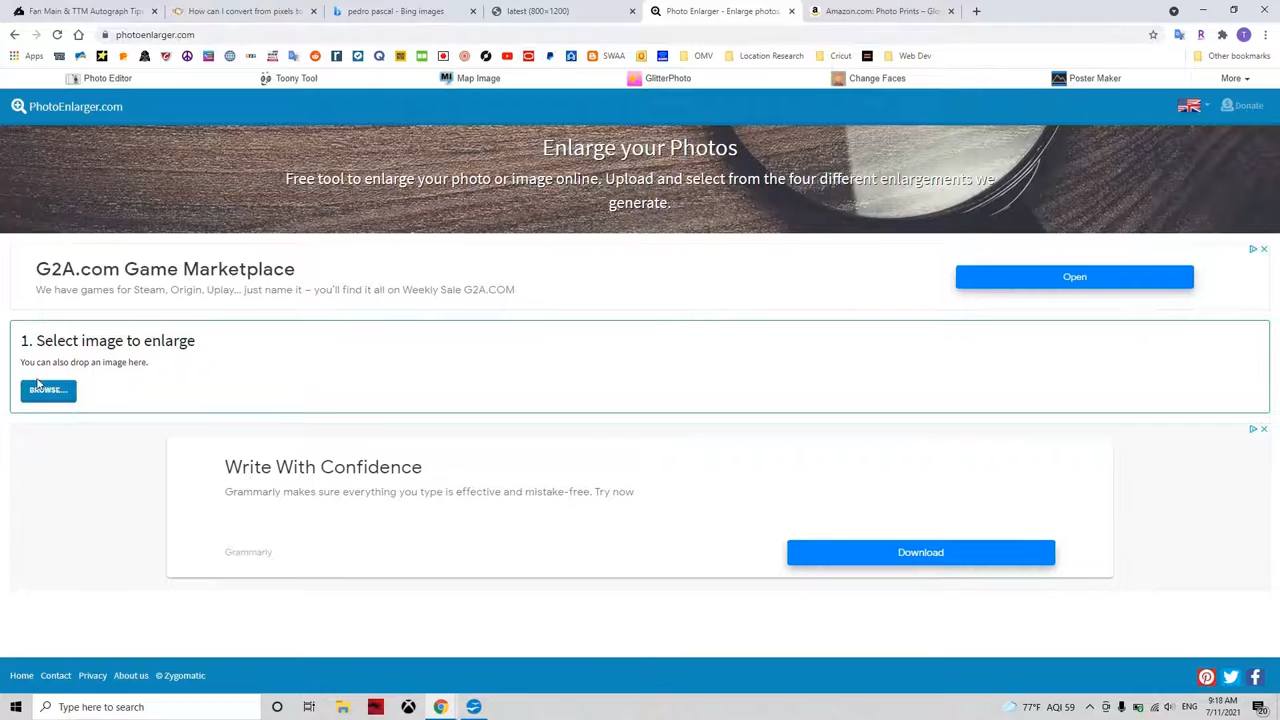 Fan Main & TTM Autograph Tips
How can I convert from pixels to
pedro pascal - Bing images
latest (800×1200)
Photo Enlarger - Enlarge photos
Amazon.com: Photo Prints – Glo
photoenlarger.com
Apps
SWAA
OMV
Location Research
Cricut
Web Dev
Other bookmarks
Photo Editor
Toony Tool
Map Image
GlitterPhoto
Change Faces
Poster Maker
More
PhotoEnlarger.com
Donate
Enlarge your Photos
Free tool to enlarge your photo or image online. Upload and select from the four different enlargements we
generate.
G2A.com Game Marketplace
We have games for Steam, Origin, Uplay... just name it – you'll find it all on Weekly Sale G2A.COM
Open
1. Select image to enlarge
You can also drop an image here.
BROWSE...
Write With Confidence
Grammarly makes sure everything you type is effective and mistake-free. Try now
Grammarly
Download
Home
Contact
Privacy
About us
© Zygomatic
Type here to search
77°F AQI 59
ENG
9:18 AM
7/11/2021
20